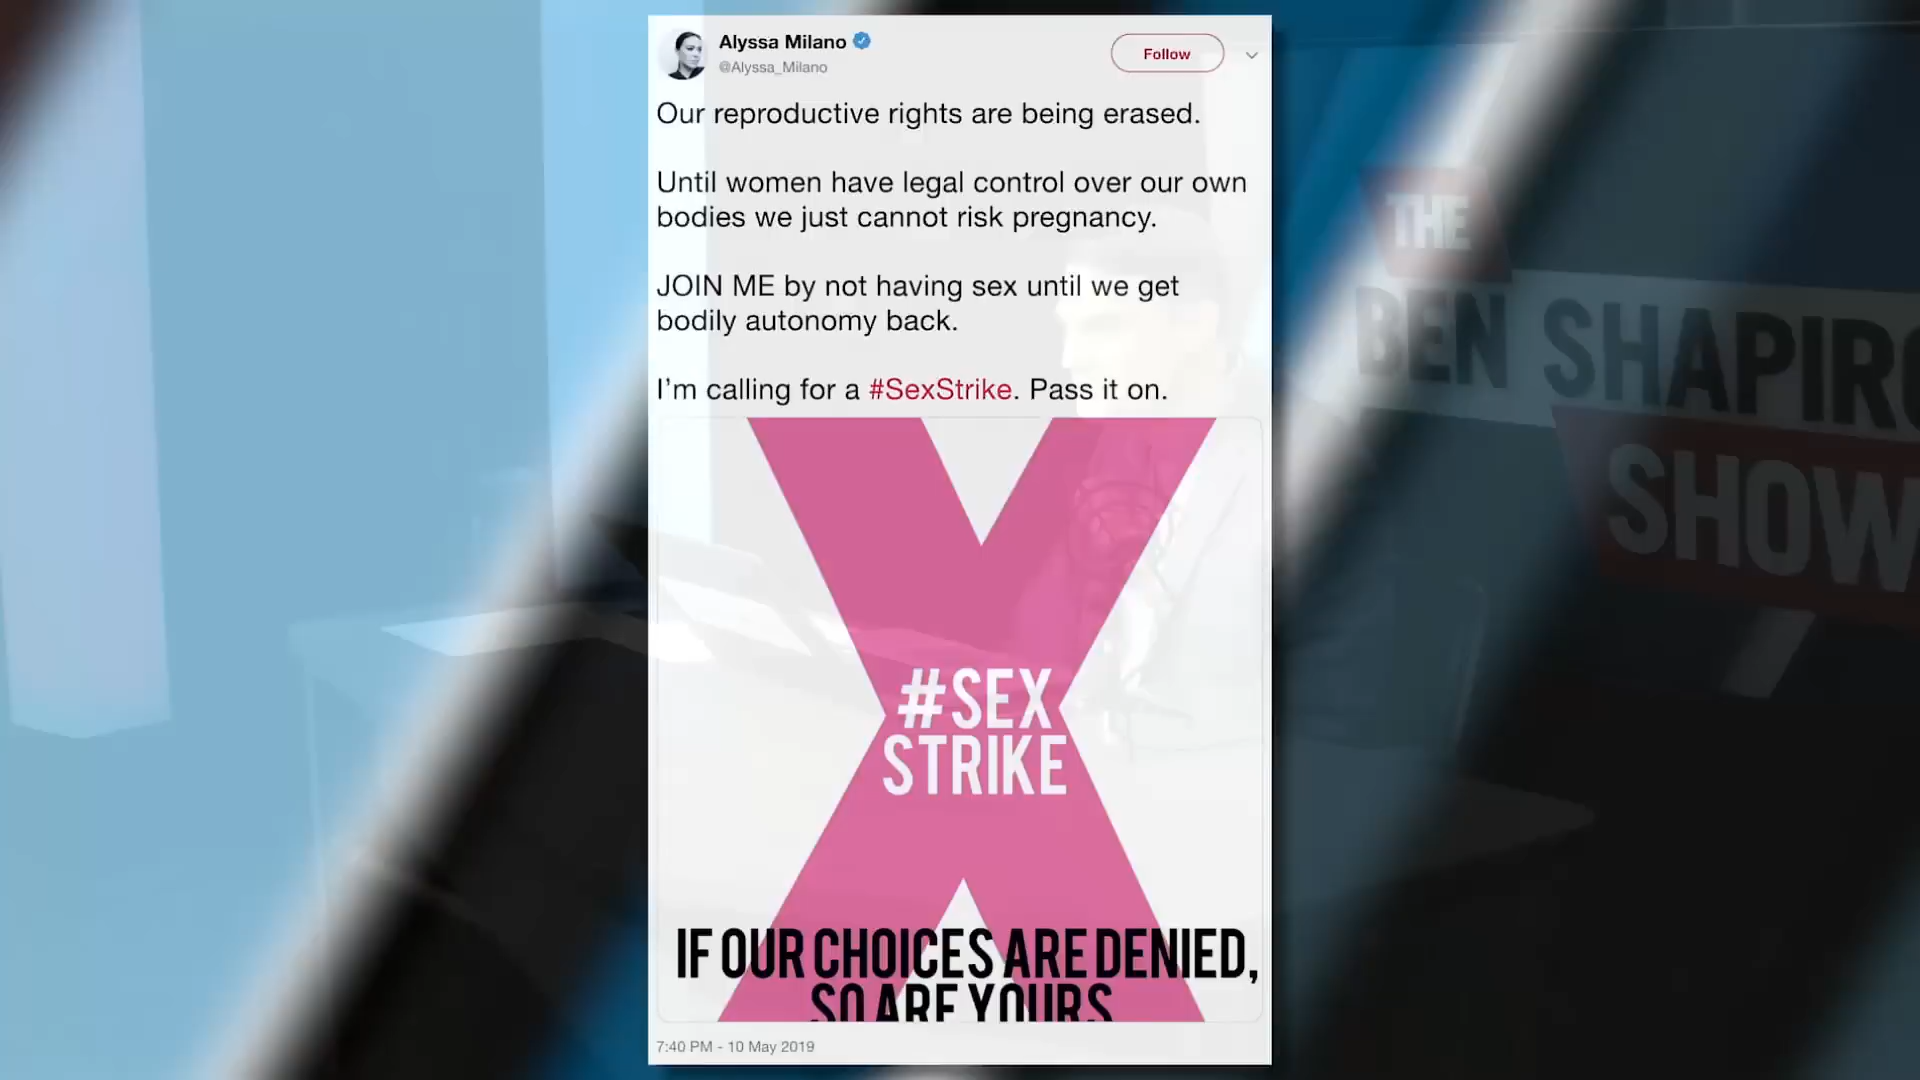 Alyssa Milano
@Alyssa_Milano
Follow
Our reproductive rights are being erased.
Until women have legal control over our own
bodies we just cannot risk pregnancy.
JOIN ME by not having sex until we get
bodily autonomy back.
I'm calling for a #SexStrike. Pass it on.
#SEX
STRIKE
IF OUR CHOICES ARE DENIED,
SO ARE YOURS
7:40 PM - 10 May 2019
THE
BEN SHAPIRO
SHOW